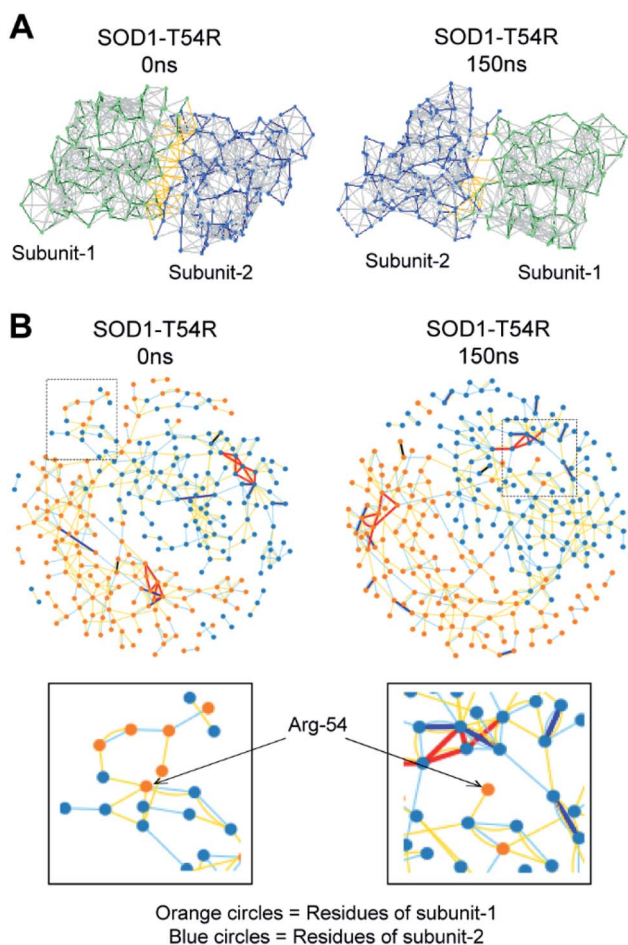 A
SOD1-T54R
0ns
SOD1-T54R
150ns
Subunit-1
Subunit-2
Subunit-2
Subunit-1
B
SOD1-T54R
0ns
SOD1-T54R
150ns
Arg-54
Orange circles = Residues of subunit-1
Blue circles = Residues of subunit-2